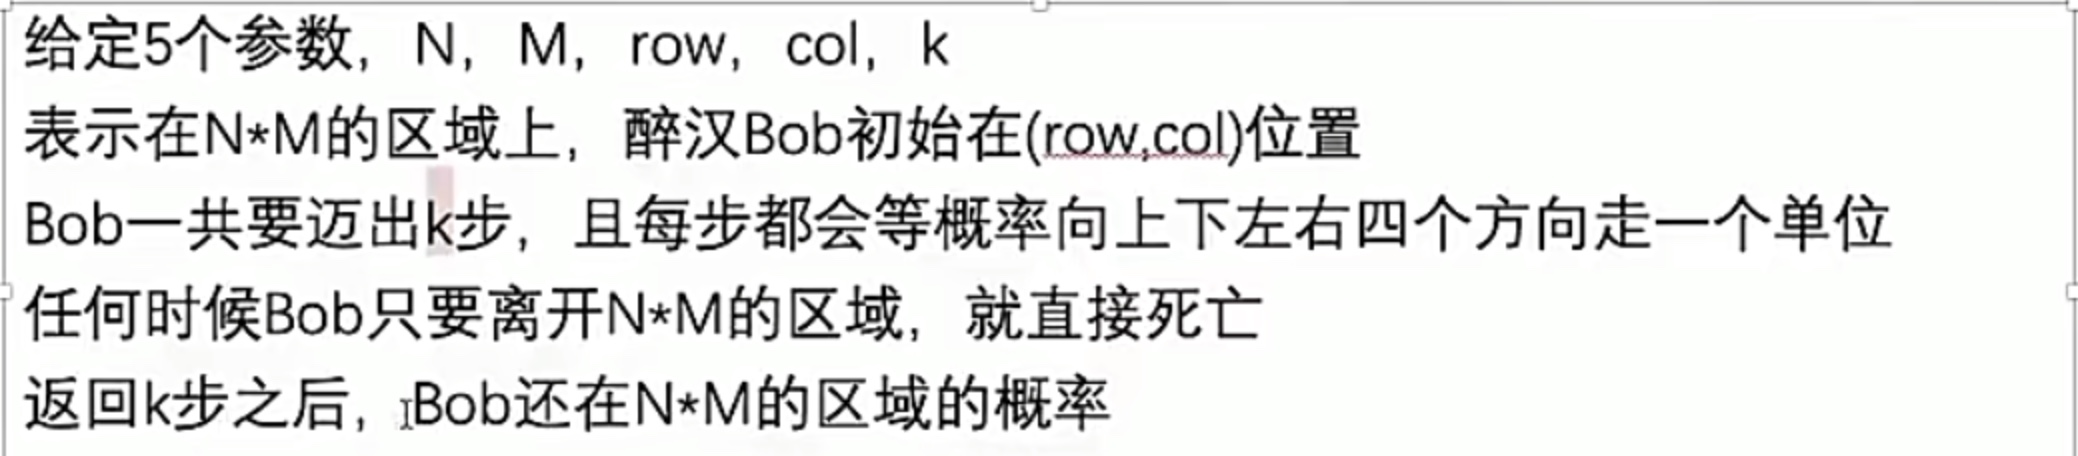 给定5个参数，N，M，row，col，k
表示在N*M的区域上，醉汉Bob初始在(row,col)位置
Bob一共要迈出k步，且每步都会等概率向上下左右四个方向走一个单位
任何时候Bob只要离开N*M的区域，就直接死亡
返回k步之后，Bob还在N*M的区域的概率